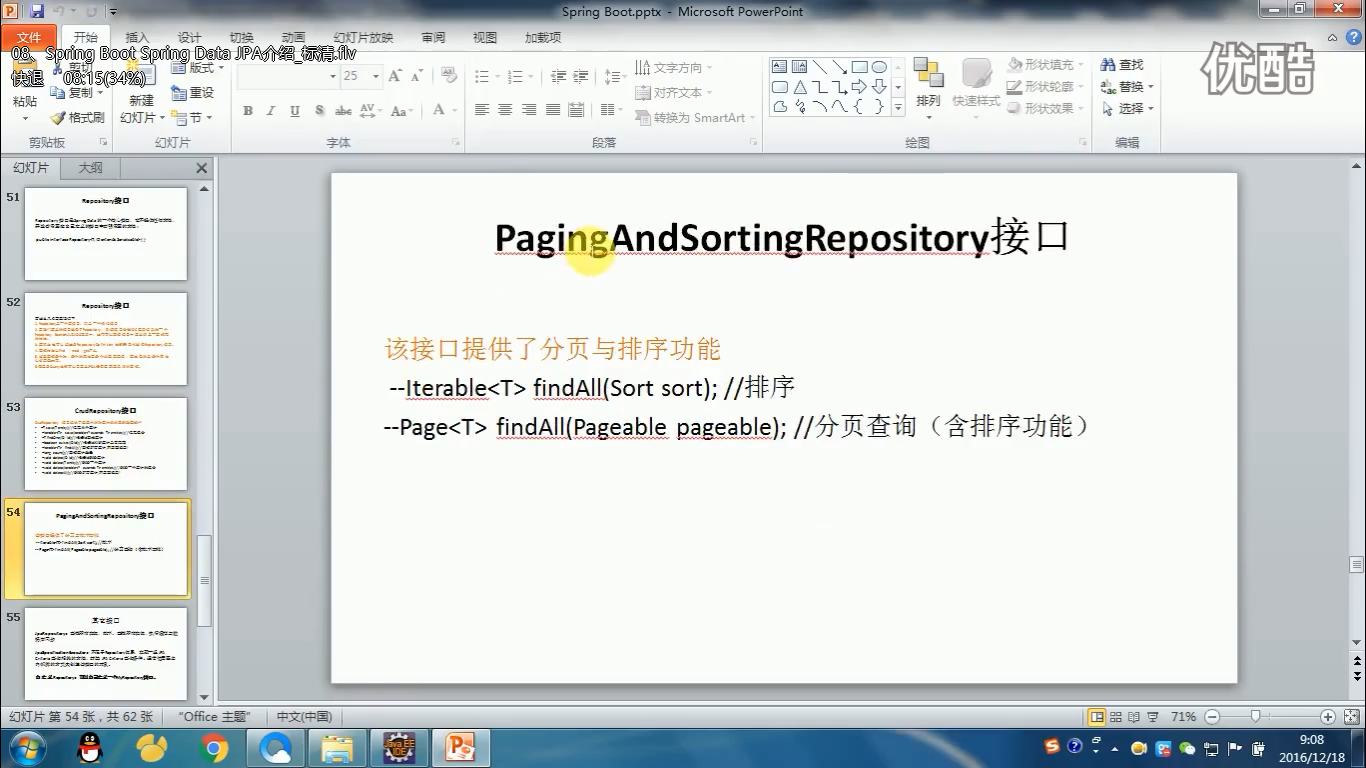 Spring Boot.pptx - Microsoft PowerPoint
文件 开始 插入 设计 切换 动画 幻灯片放映 审阅 视图 加载项
08、Spring Boot Spring Data JPA介绍_标清.flv
快退 08:15(34%)
优酷
粘贴 剪切 复制 格式刷
新建 幻灯片 版式 重设 节
25
B I U S abc AV Aa A
文字方向
对齐文本
转换为 SmartArt
排列 快速样式
形状填充
形状轮廓
形状效果
查找
替换
选择
剪贴板 幻灯片 字体 段落 绘图 编辑
幻灯片 大纲
51
Repository接口
52
Repository接口
53
CrudRepository接口
54
PagingAndSortingRepository接口
55
其它接口
PagingAndSortingRepository接口
该接口提供了分页与排序功能
--Iterable<T> findAll(Sort sort); //排序
--Page<T> findAll(Pageable pageable); //分页查询（含排序功能）
幻灯片 第 54 张，共 62 张 "Office 主题" 中文(中国) 71%
Java EE
IDE
9:08
2016/12/18